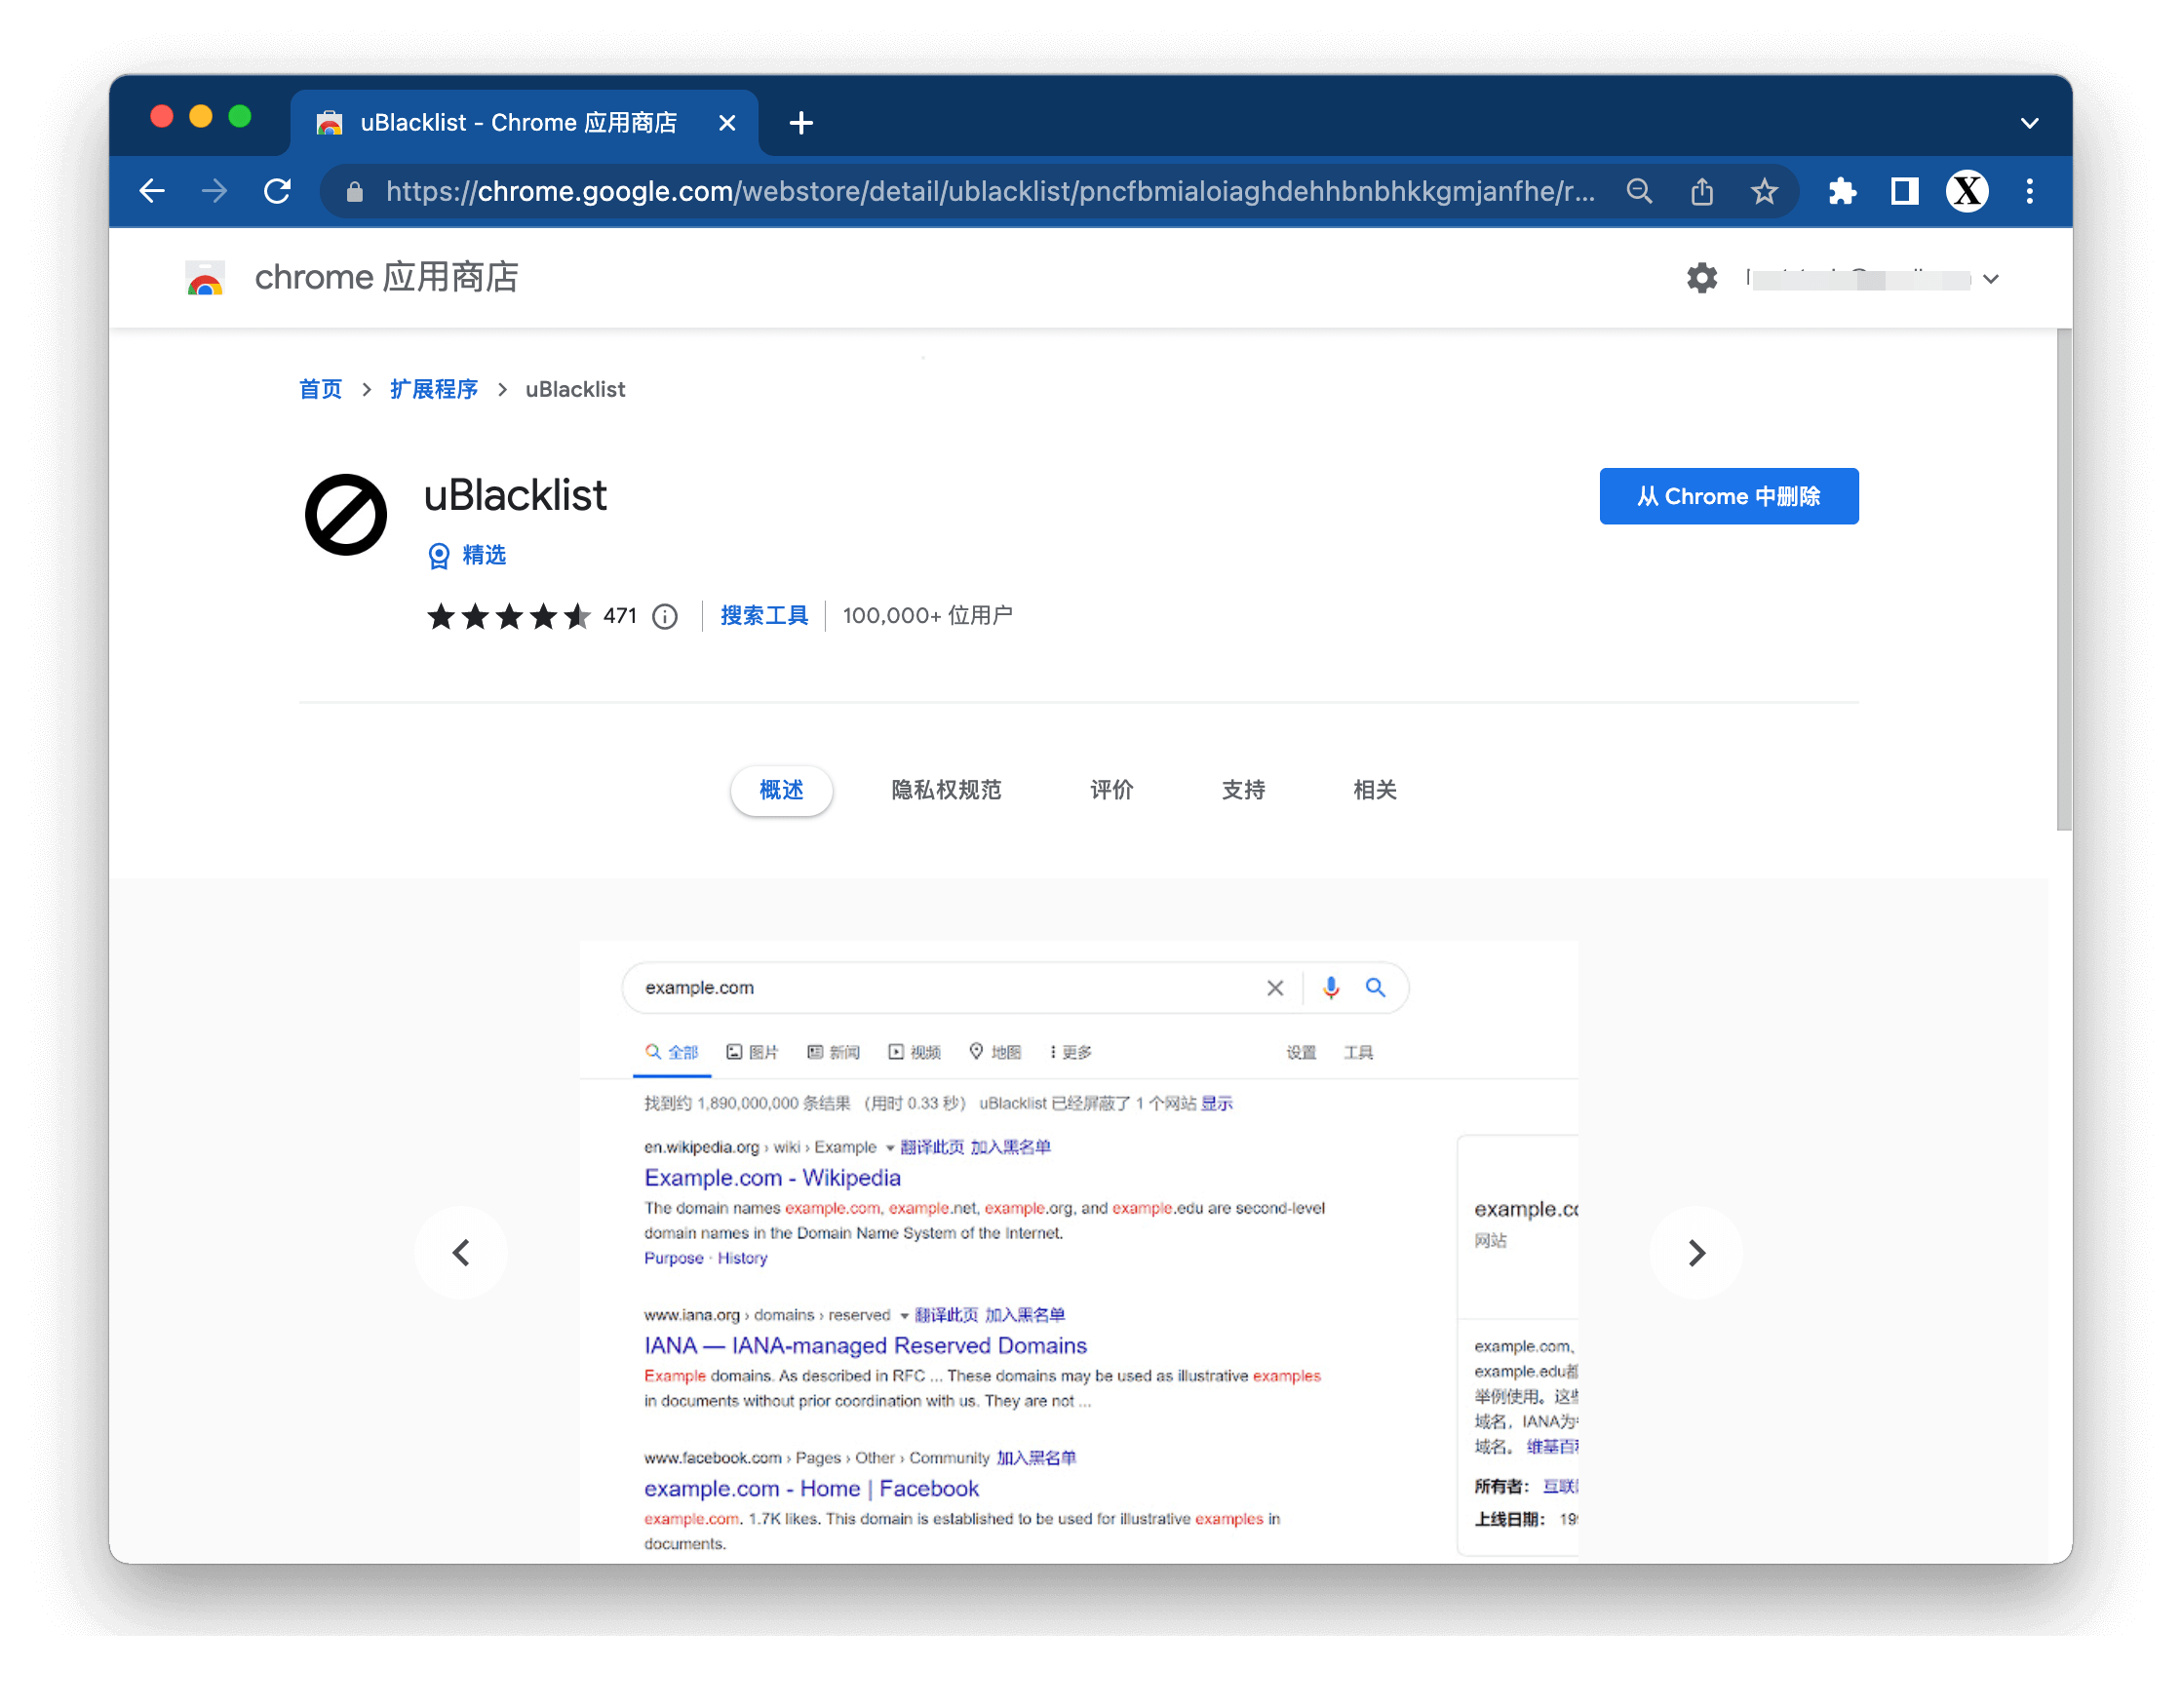 uBlacklist - Chrome 应用商店
https://chrome.google.com/webstore/detail/ublacklist/pncfbmialoiaghdehhbnbhkkgmjanfhe/r...
X
chrome 应用商店
首页 > 扩展程序 > uBlacklist
uBlacklist
从 Chrome 中删除
精选
471 搜索工具 100,000+ 位用户
概述 隐私权规范 评价 支持 相关
example.com
全部 图片 新闻 视频 地图 更多 设置 工具
找到约 1,890,000,000 条结果 （用时 0.33 秒） uBlacklist 已经屏蔽了 1 个网站 显示
en.wikipedia.org › wiki › Example 翻译此页 加入黑名单
Example.com - Wikipedia
The domain names example.com, example.net, example.org, and example.edu are second-level
domain names in the Domain Name System of the Internet.
Purpose · History
www.iana.org › domains › reserved 翻译此页 加入黑名单
IANA — IANA-managed Reserved Domains
Example domains. As described in RFC ... These domains may be used as illustrative examples
in documents without prior coordination with us. They are not ...
www.facebook.com › Pages › Other › Community 加入黑名单
example.com - Home | Facebook
example.com. 1.7K likes. This domain is established to be used for illustrative examples in
documents.
example.co
网站
example.com、
example.edu都
举例使用。这些
域名，IANA为
域名。 维基百科
所有者： 互联
上线日期： 199